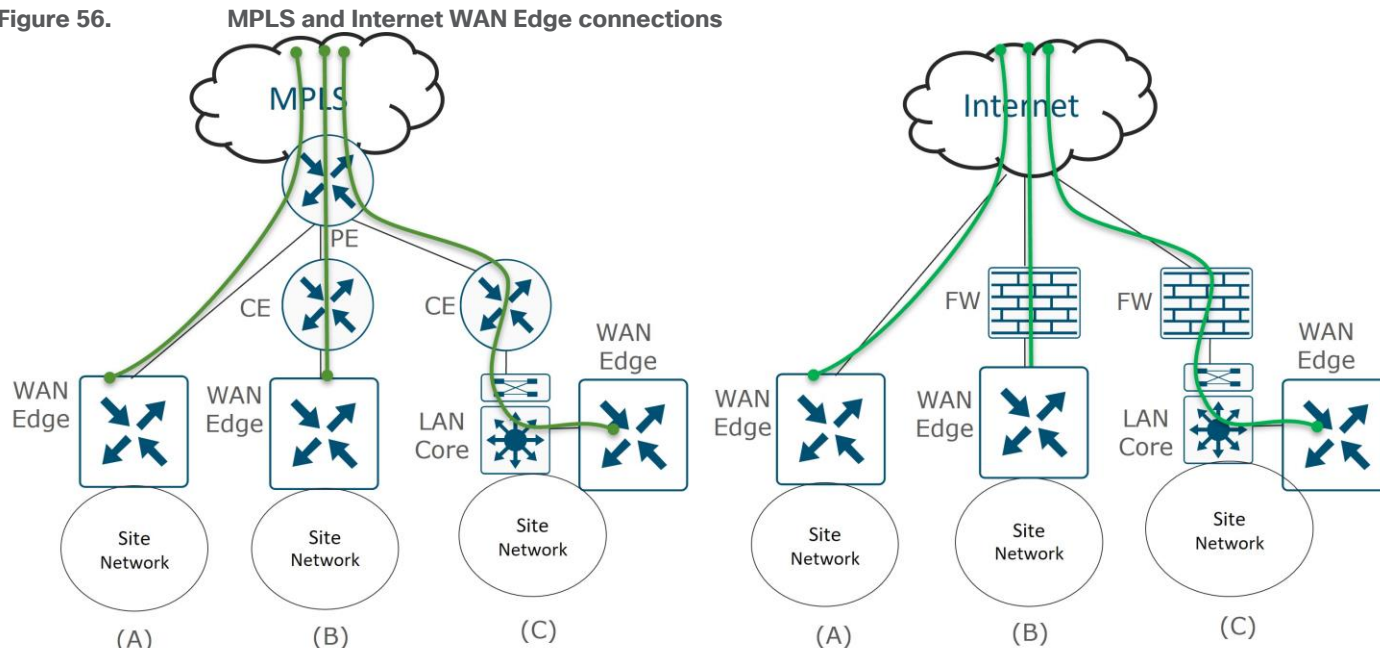 Figure 56. MPLS and Internet WAN Edge connections
MPLS
PE
CE
CE
WAN
Edge
WAN
Edge
WAN
Edge
LAN
Core
Site
Network
Site
Network
Site
Network
(A)
(B)
(C)
Internet
FW
FW
WAN
Edge
WAN
Edge
WAN
Edge
LAN
Core
Site
Network
Site
Network
Site
Network
(A)
(B)
(C)